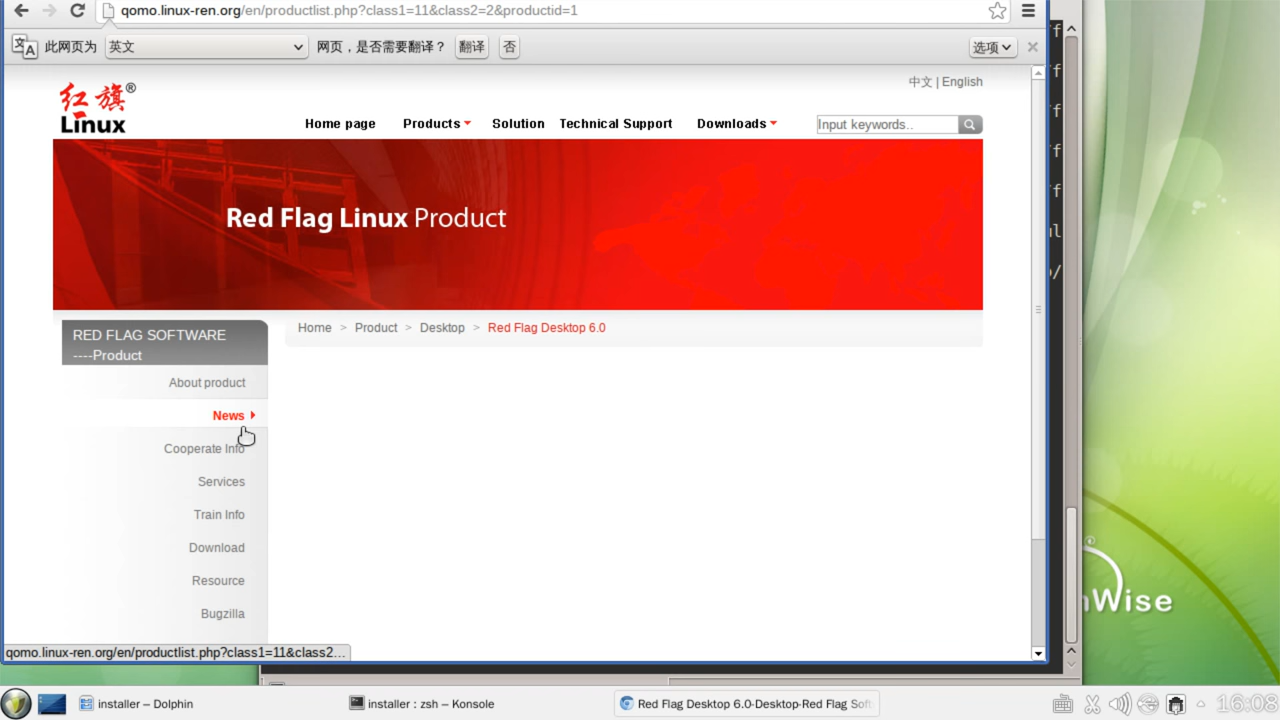 qomo.linux-ren.org/en/productlist.php?class1=11&class2=2&productid=1
此网页为 英文 网页，是否需要翻译？ 翻译 否 选项
中文 | English
红旗®
Linux
Home page Products Solution Technical Support Downloads Input keywords..
Red Flag Linux Product
RED FLAG SOFTWARE
----Product
Home > Product > Desktop > Red Flag Desktop 6.0
About product
News
Cooperate Info
Services
Train Info
Download
Resource
Bugzilla
qomo.linux-ren.org/en/productlist.php?class1=11&class2...
Wise
installer – Dolphin
installer : zsh – Konsole
Red Flag Desktop 6.0-Desktop-Red Flag Soft
16:08